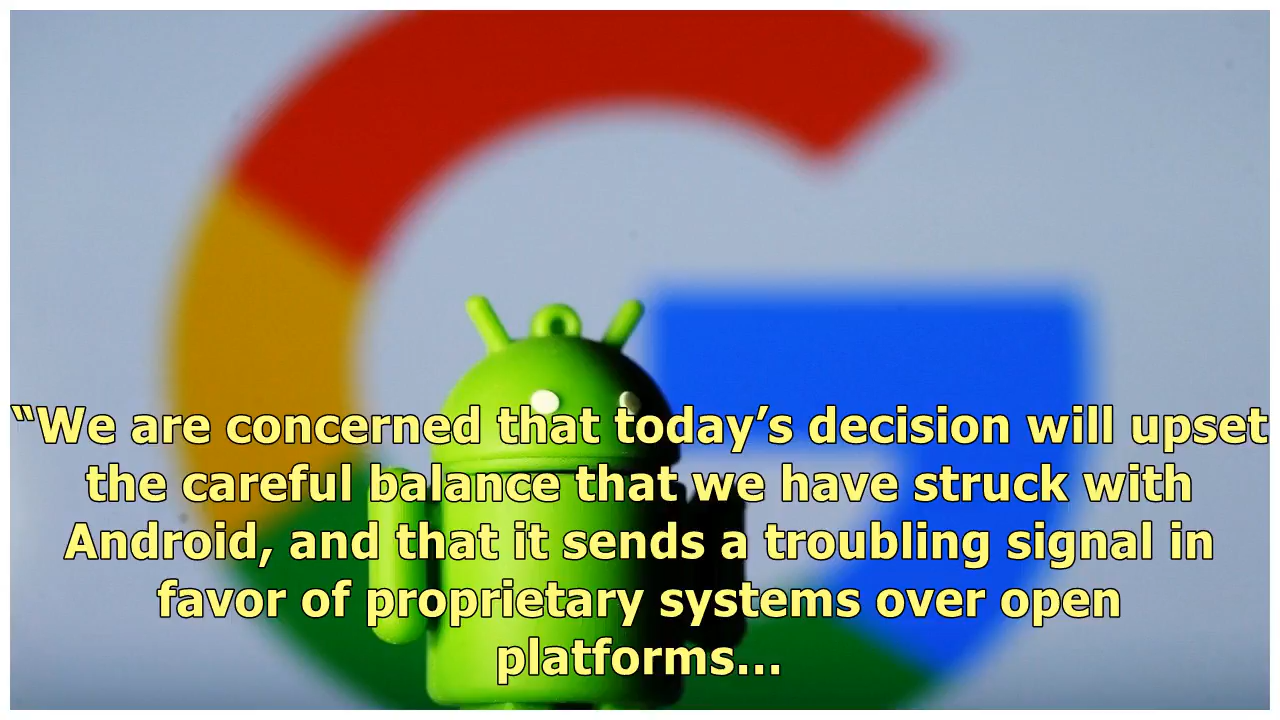 “We are concerned that today’s decision will upset
the careful balance that we have struck with
Android, and that it sends a troubling signal in
favor of proprietary systems over open
platforms...